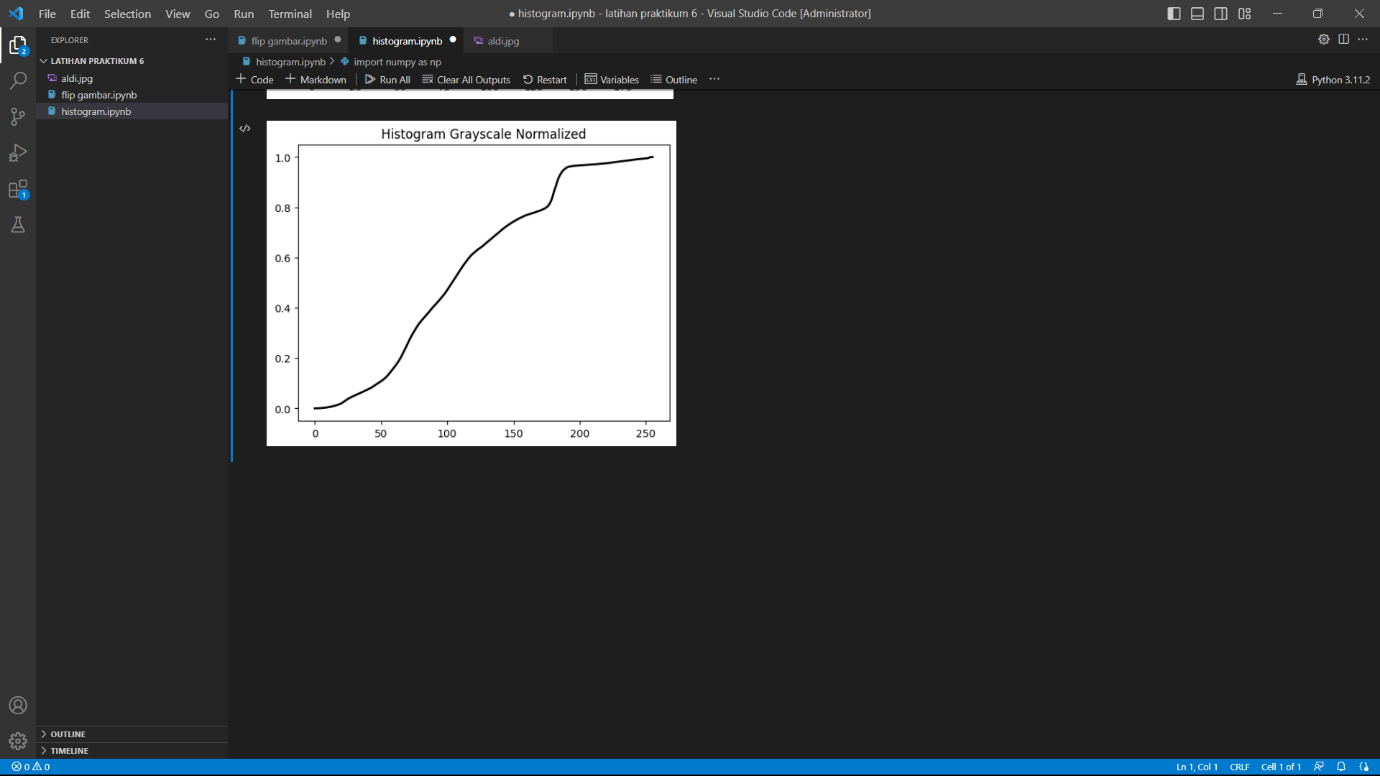 File Edit Selection View Go Run Terminal Help
● histogram.ipynb - latihan praktikum 6 - Visual Studio Code [Administrator]
EXPLORER
LATIHAN PRAKTIKUM 6
aldi.jpg
flip gambar.ipynb
histogram.ipynb
OUTLINE
TIMELINE
2
1
flip gambar.ipynb ● histogram.ipynb ● aldi.jpg
histogram.ipynb > import numpy as np
+ Code + Markdown Run All Clear All Outputs Restart Variables Outline ...
Python 3.11.2
Histogram Grayscale Normalized
1.0
0.8
0.6
0.4
0.2
0.0
0 50 100 150 200 250
0 0 Ln 1, Col 1 CRLF Cell 1 of 1